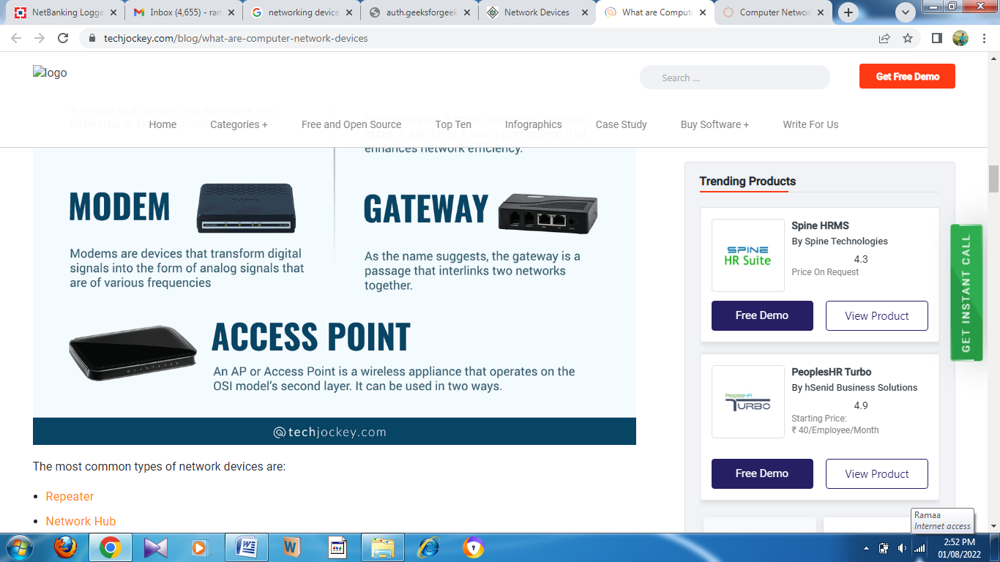 NetBanking Logge
Inbox (4,655) - ran
networking device
auth.geeksforgeek
Network Devices
What are Compute
Computer Networ
techjockey.com/blog/what-are-computer-network-devices
logo
Search ...
Get Free Demo
A bridge is a device that joins any two
networks or
Home
Categories +
Free and Open Source
Top Ten
Infographics
Case Study
Buy Software +
Write For Us
hubs. A switch is a multi-port device that
enhances network efficiency.
MODEM
Modems are devices that transform digital
signals into the form of analog signals that
are of various frequencies
GATEWAY
As the name suggests, the gateway is a
passage that interlinks two networks
together.
ACCESS POINT
An AP or Access Point is a wireless appliance that operates on the
OSI model's second layer. It can be used in two ways.
@techjockey.com
The most common types of network devices are:
• Repeater
• Network Hub
Trending Products
SPINE
HR Suite
Spine HRMS
By Spine Technologies
4.3
Price On Request
Free Demo
View Product
PeoplesHR
TURBO
PeoplesHR Turbo
By hSenid Business Solutions
4.9
Starting Price:
₹ 40/Employee/Month
Free Demo
View Product
GET INSTANT CALL
Ramaa
Internet access
2:52 PM
01/08/2022